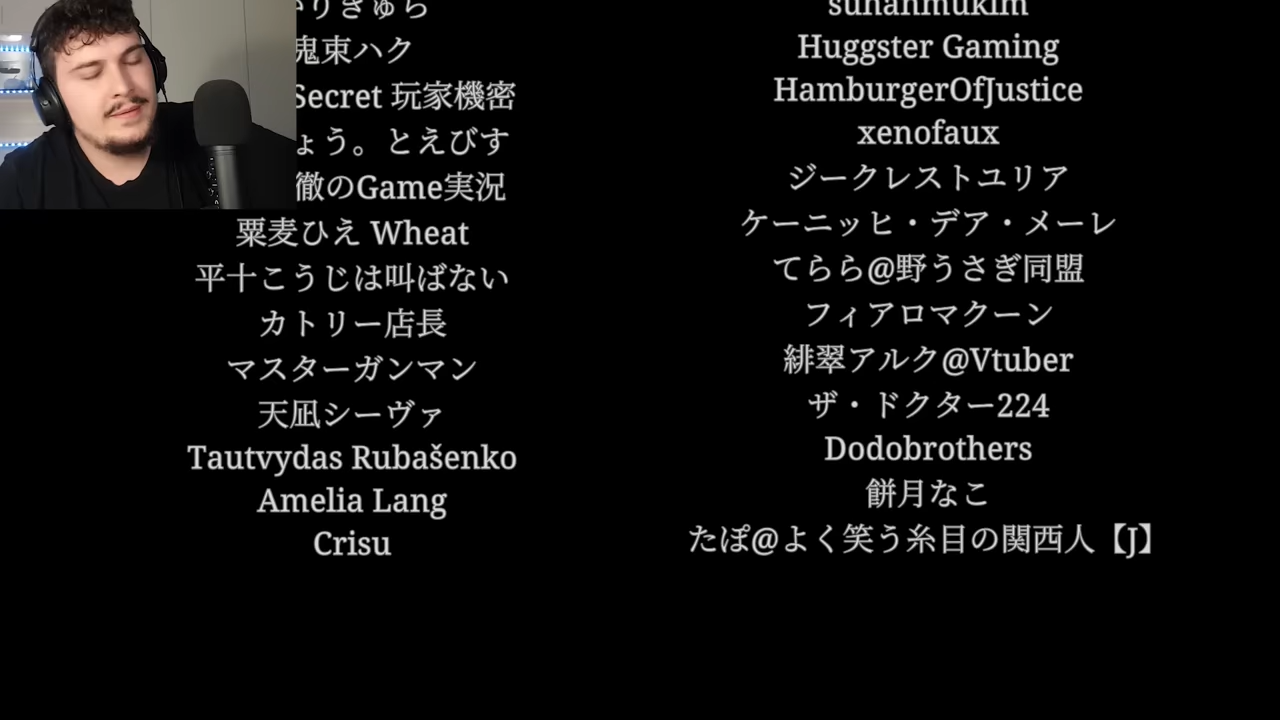 りきゅら
鬼束ハク
Secret 玩家機密
ょう。とえびす
徹のGame実況
粟麦ひえ Wheat
平十こうじは叫ばない
カトリー店長
マスターガンマン
天凪シーヴァ
Tautvydas Rubašenko
Amelia Lang
Crisu
sunanmukim
Huggster Gaming
HamburgerOfJustice
xenofaux
ジークレストユリア
ケーニッヒ・デア・メーレ
てらら@野うさぎ同盟
フィアロマクーン
緋翠アルク@Vtuber
ザ・ドクター224
Dodobrothers
餅月なこ
たぽ@よく笑う糸目の関西人【J】